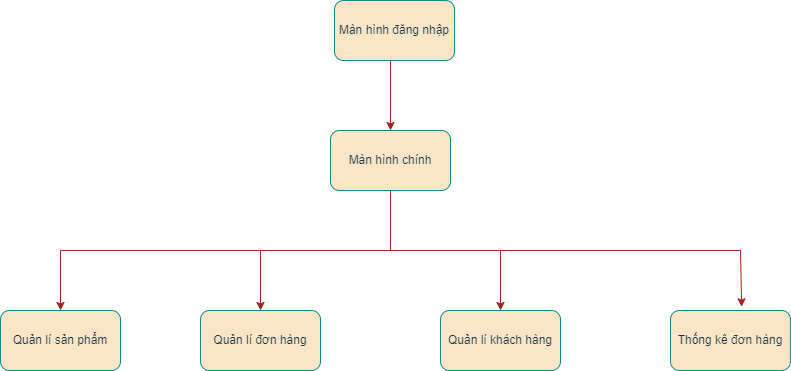 Màn hình đăng nhập
Màn hình chính
Quản lí sản phẩm
Quản lí đơn hàng
Quản lí khách hàng
Thống kê đơn hàng